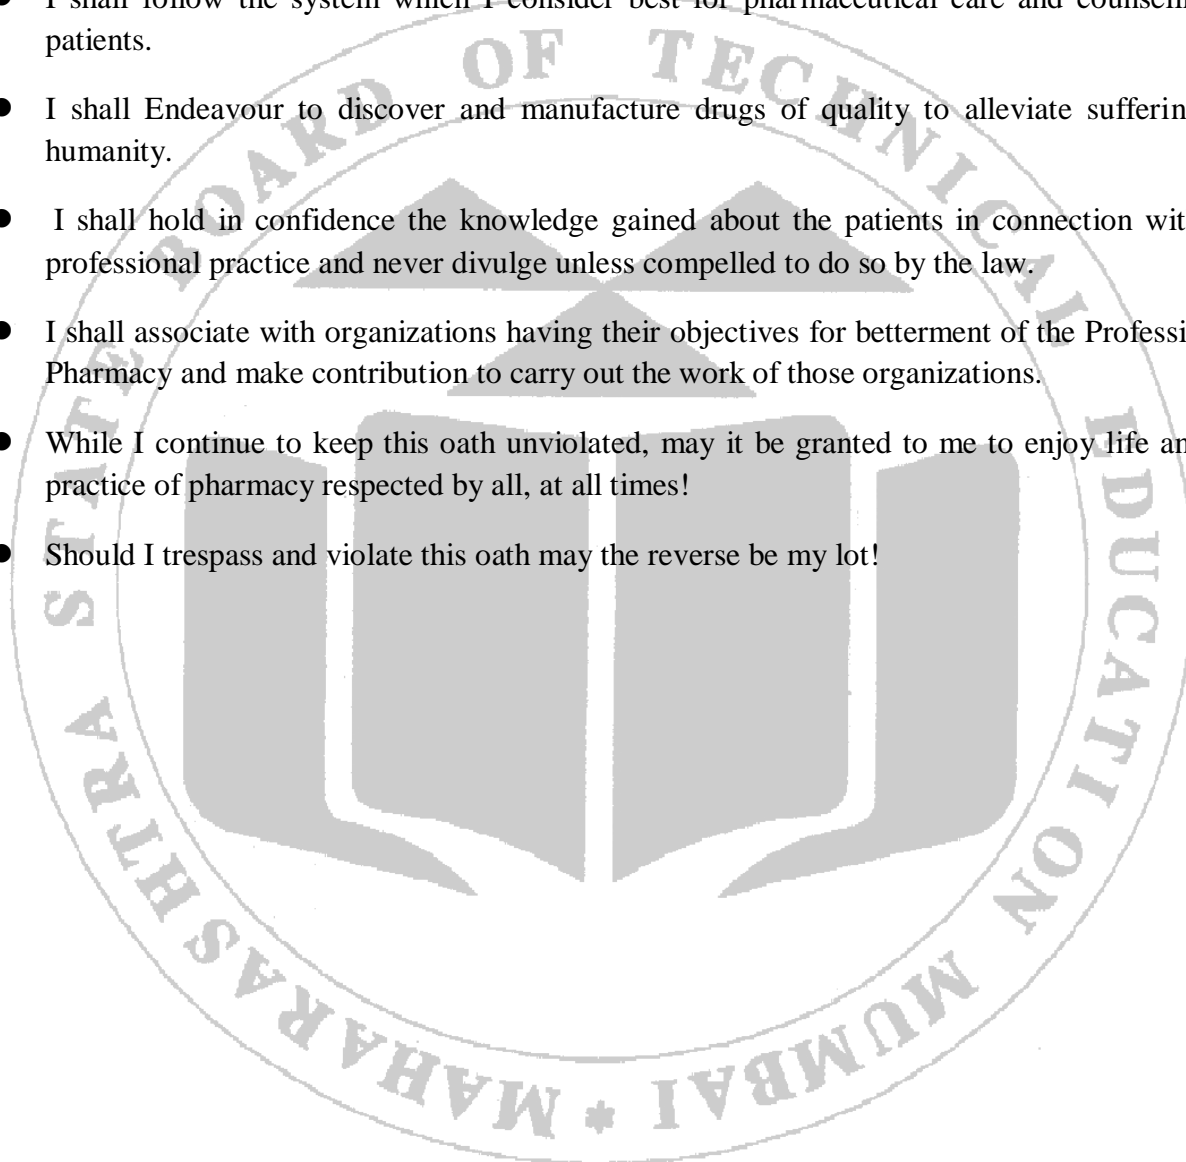 I shall follow the system which I consider best for pharmaceutical care and
patients.
● I shall Endeavour to discover and manufacture drugs of quality to alleviate
humanity.
● I shall hold in confidence the knowledge gained about the patients in connection
professional practice and never divulge unless compelled to do so by the law.
● I shall associate with organizations having their objectives for betterment of the
Pharmacy and make contribution to carry out the work of those organizations.
● While I continue to keep this oath unviolated, may it be granted to me to enjoy life
practice of pharmacy respected by all, at all times!
● Should I trespass and violate this oath may the reverse be my lot!
MAHARASHTRA STATE BOARD OF TECHNICAL EDUCATION MUMBAI *